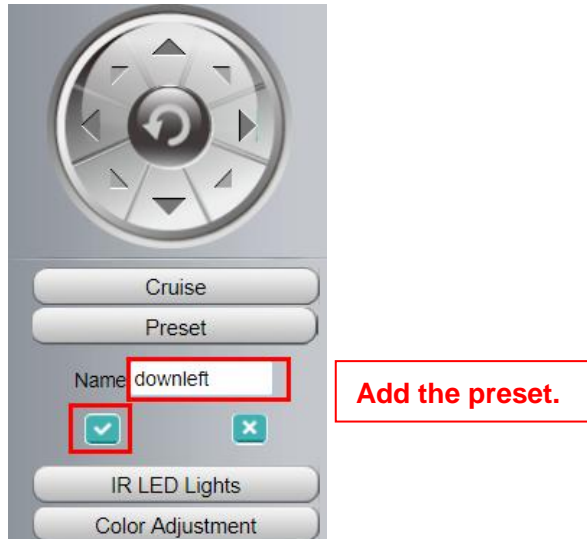 Cruise
Preset
Name downleft
Add the preset.
IR LED Lights
Color Adjustment